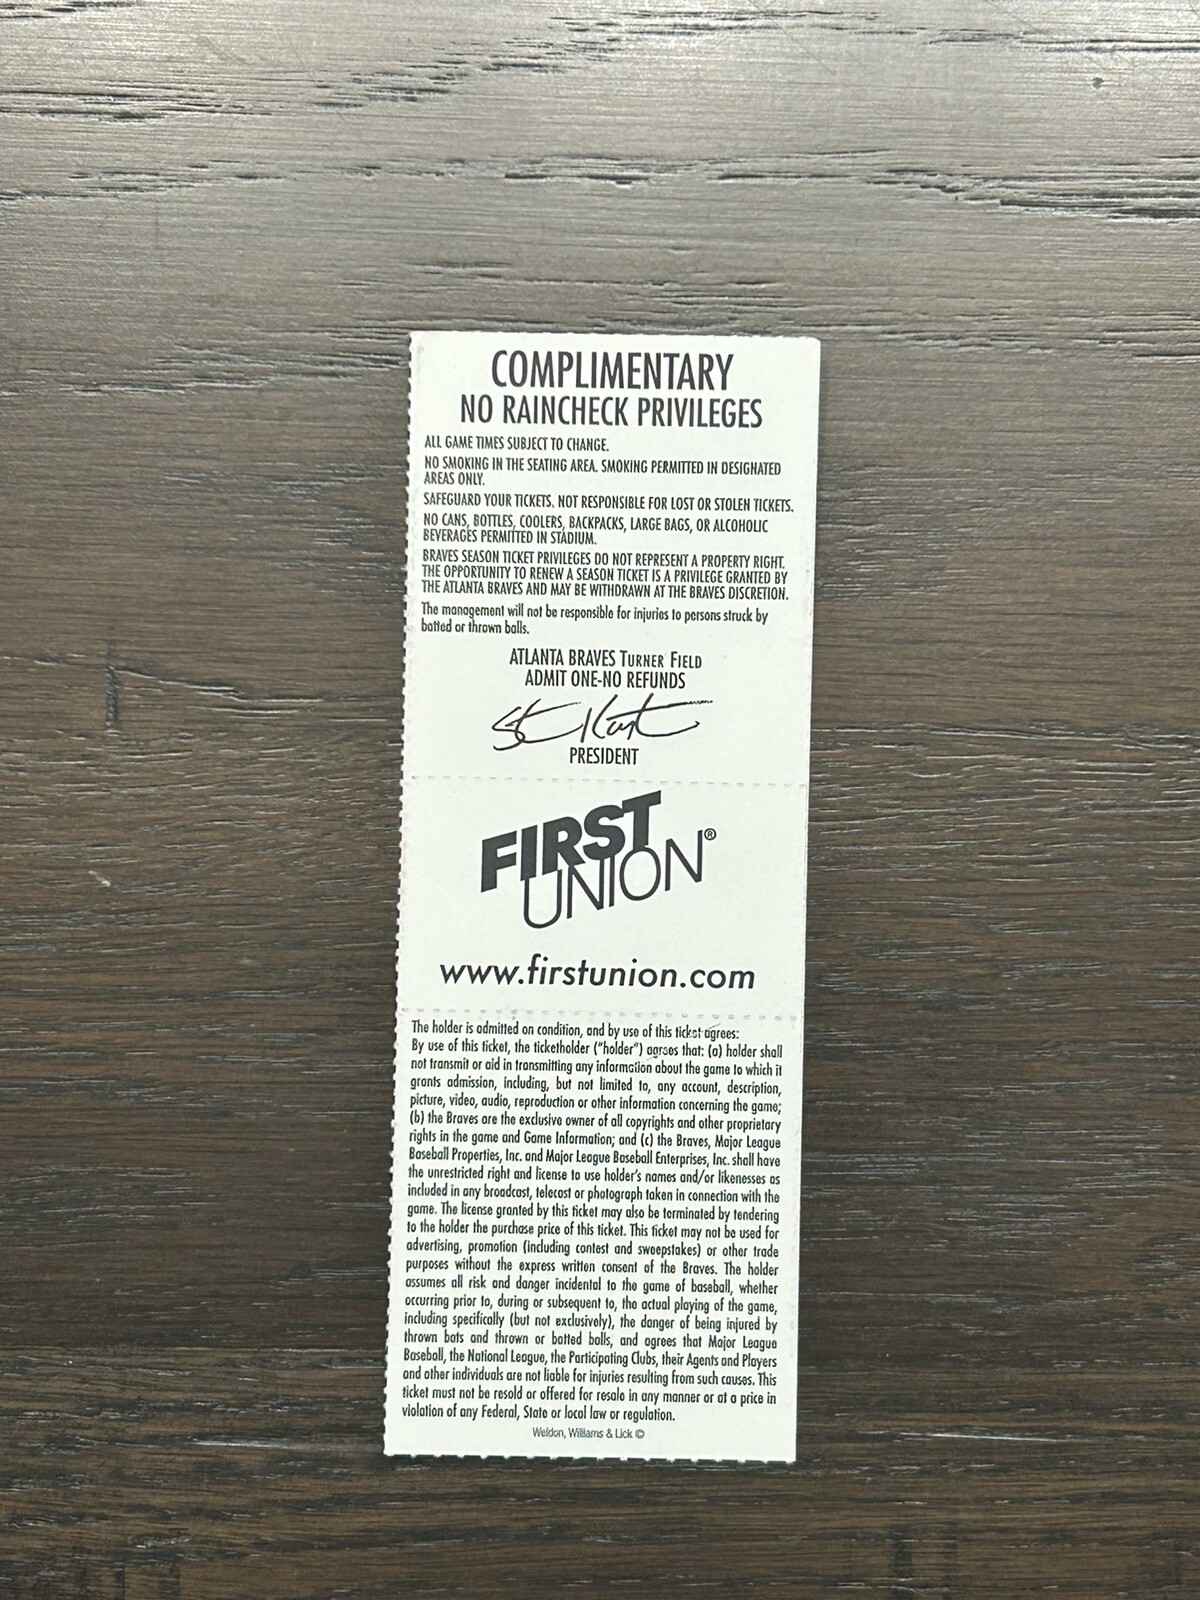 COMPLIMENTARY
NO RAINCHECK PRIVILEGES
ALL GAME TIMES SUBJECT TO CHANGE.
NO SMOKING IN THE SEATING AREA. SMOKING PERMITTED IN DESIGNATED
AREAS ONLY.
SAFEGUARD YOUR TICKETS. NOT RESPONSIBLE FOR LOST OR STOLEN TICKETS.
NO CANS, BOTTLES, COOLERS, BACKPACKS, LARGE BAGS, OR ALCOHOLIC
BEVERAGES PERMITTED IN STADIUM.
BRAVES SEASON TICKET PRIVILEGES DO NOT REPRESENT A PROPERTY RIGHT.
THE OPPORTUNITY TO RENEW A SEASON TICKET IS A PRIVILEGE GRANTED BY
THE ATLANTA BRAVES AND MAY BE WITHDRAWN AT THE BRAVES DISCRETION.
The management will not be responsible for injuries to persons struck by
batted or thrown balls.
ATLANTA BRAVES TURNER FIELD
ADMIT ONE-NO REFUNDS
PRESIDENT
FIRST
UNION®
www.firstunion.com
The holder is admitted on condition, and by use of this ticket agrees:
By use of this ticket, the ticketholder ("holder") agrees that: (a) holder shall
not transmit or aid in transmitting any information about the game to which it
grants admission, including, but not limited to, any account, description,
picture, video, audio, reproduction or other information concerning the game;
(b) the Braves are the exclusive owner of all copyrights and other proprietary
rights in the game and Game Information; and (c) the Braves, Major League
Baseball Properties, Inc. and Major League Baseball Enterprises, Inc. shall have
the unrestricted right and license to use holder's names and/or likenesses as
included in any broadcast, telecast or photograph taken in connection with the
game. The license granted by this ticket may also be terminated by tendering
to the holder the purchase price of this ticket. This ticket may not be used for
advertising, promotion (including contest and sweepstakes) or other trade
purposes without the express written consent of the Braves. The holder
assumes all risk and danger incidental to the game of baseball, whether
occurring prior to, during or subsequent to, the actual playing of the game,
including specifically (but not exclusively), the danger of being injured by
thrown bats and thrown or batted balls, and agrees that Major League
Baseball, the National League, the Participating Clubs, their Agents and Players
and other individuals are not liable for injuries resulting from such causes. This
ticket must not be resold or offered for resale in any manner or at a price in
violation of any Federal, State or local law or regulation.
Weldon, Williams & Lick ©